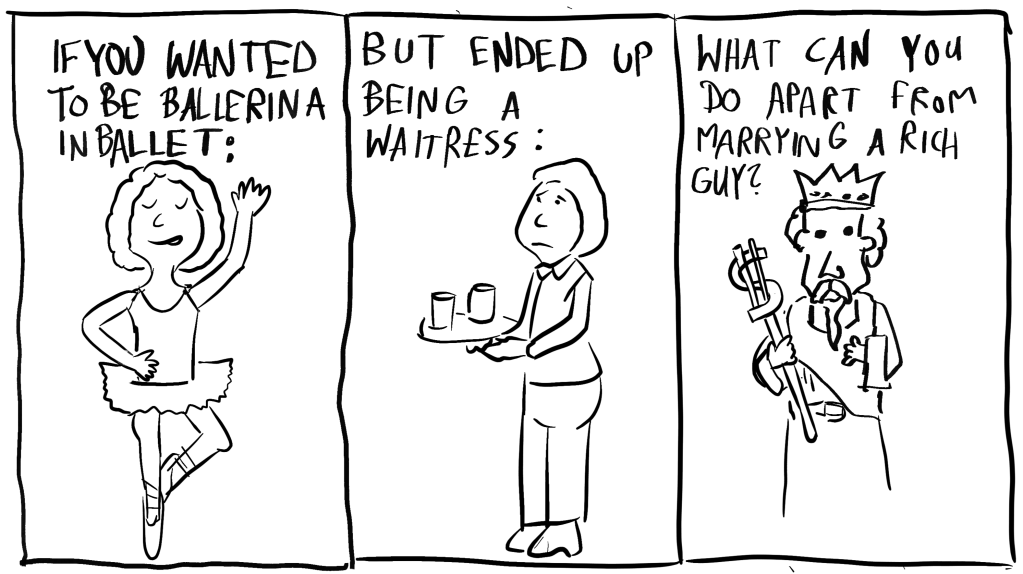 IF YOU WANTED
TO BE BALLERINA
IN BALLET:
BUT ENDED UP
BEING A
WAITRESS:
WHAT CAN YOU
DO APART FROM
MARRYING A RICH
GUY?